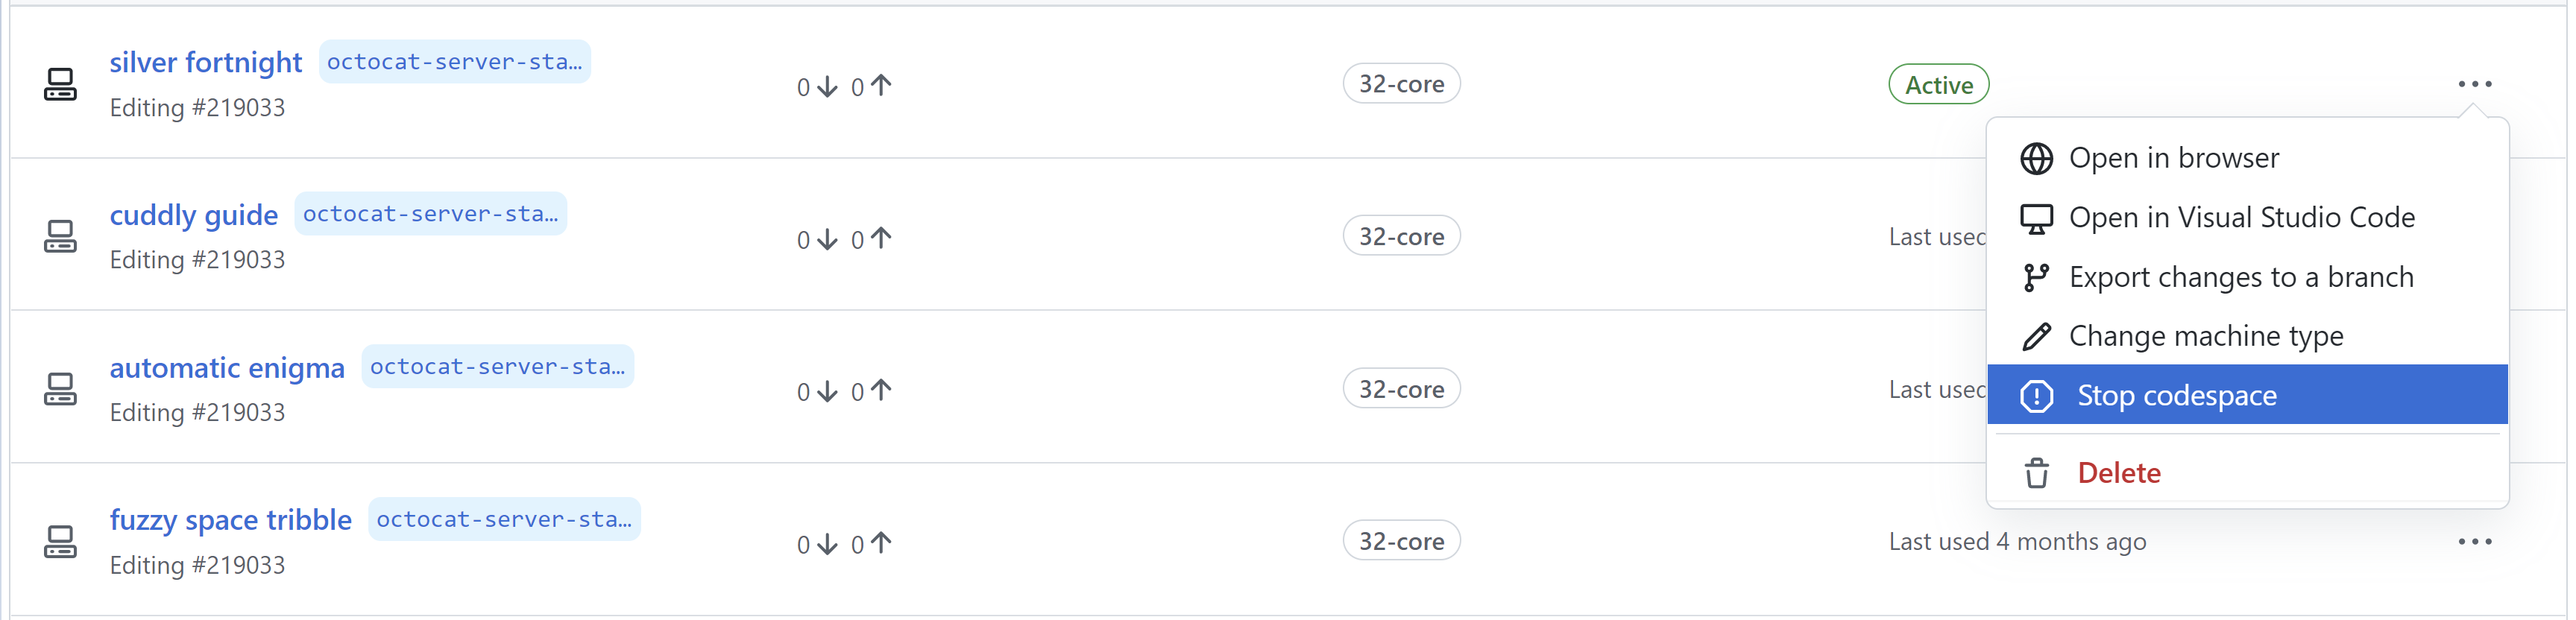 silver fortnight octocat-server-sta...
Editing #219033
0 0
32-core
Active
cuddly guide octocat-server-sta...
Editing #219033
0 0
32-core
Last used
automatic enigma octocat-server-sta...
Editing #219033
0 0
32-core
Last used
fuzzy space tribble octocat-server-sta...
Editing #219033
0 0
32-core
Last used 4 months ago
Open in browser
Open in Visual Studio Code
Export changes to a branch
Change machine type
Stop codespace
Delete